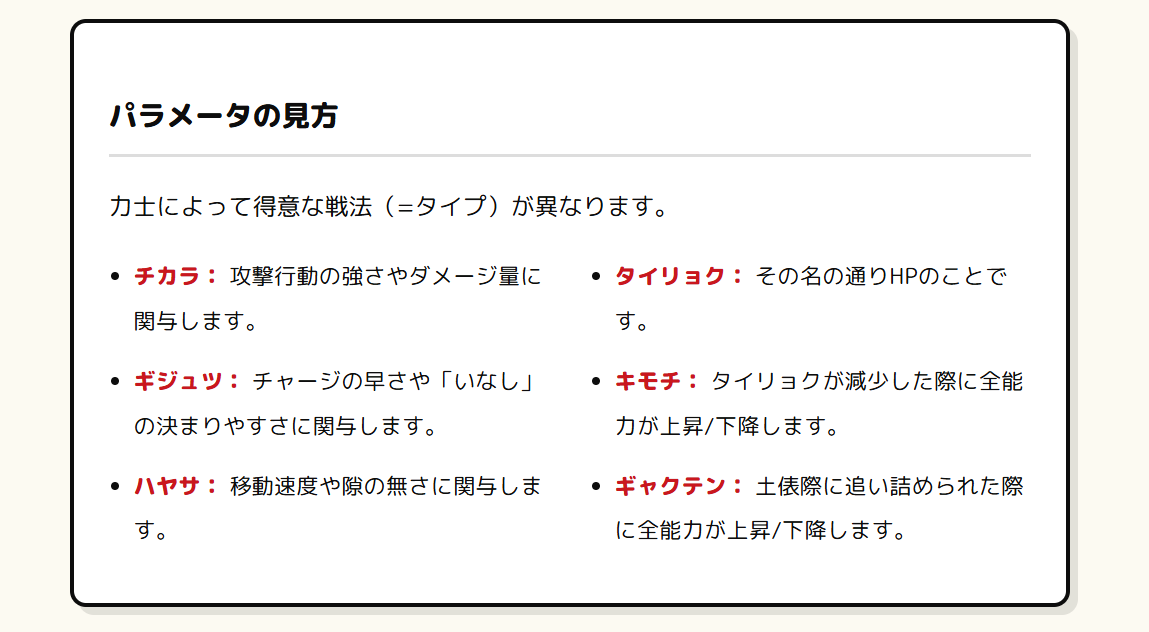 パラメータの見方
力士によって得意な戦法（=タイプ）が異なります。
チカラ： 攻撃行動の強さやダメージ量に
関与します。
ギジュツ： チャージの早さや「いなし」
の決まりやすさに関与します。
ハヤサ： 移動速度や隙の無さに関与しま
す。
タイリョク： その名の通りHPのことで
す。
キモチ： タイリョクが減少した際に全能
力が上昇/下降します。
ギャクテン： 土俵際に追い詰められた際
に全能力が上昇/下降します。